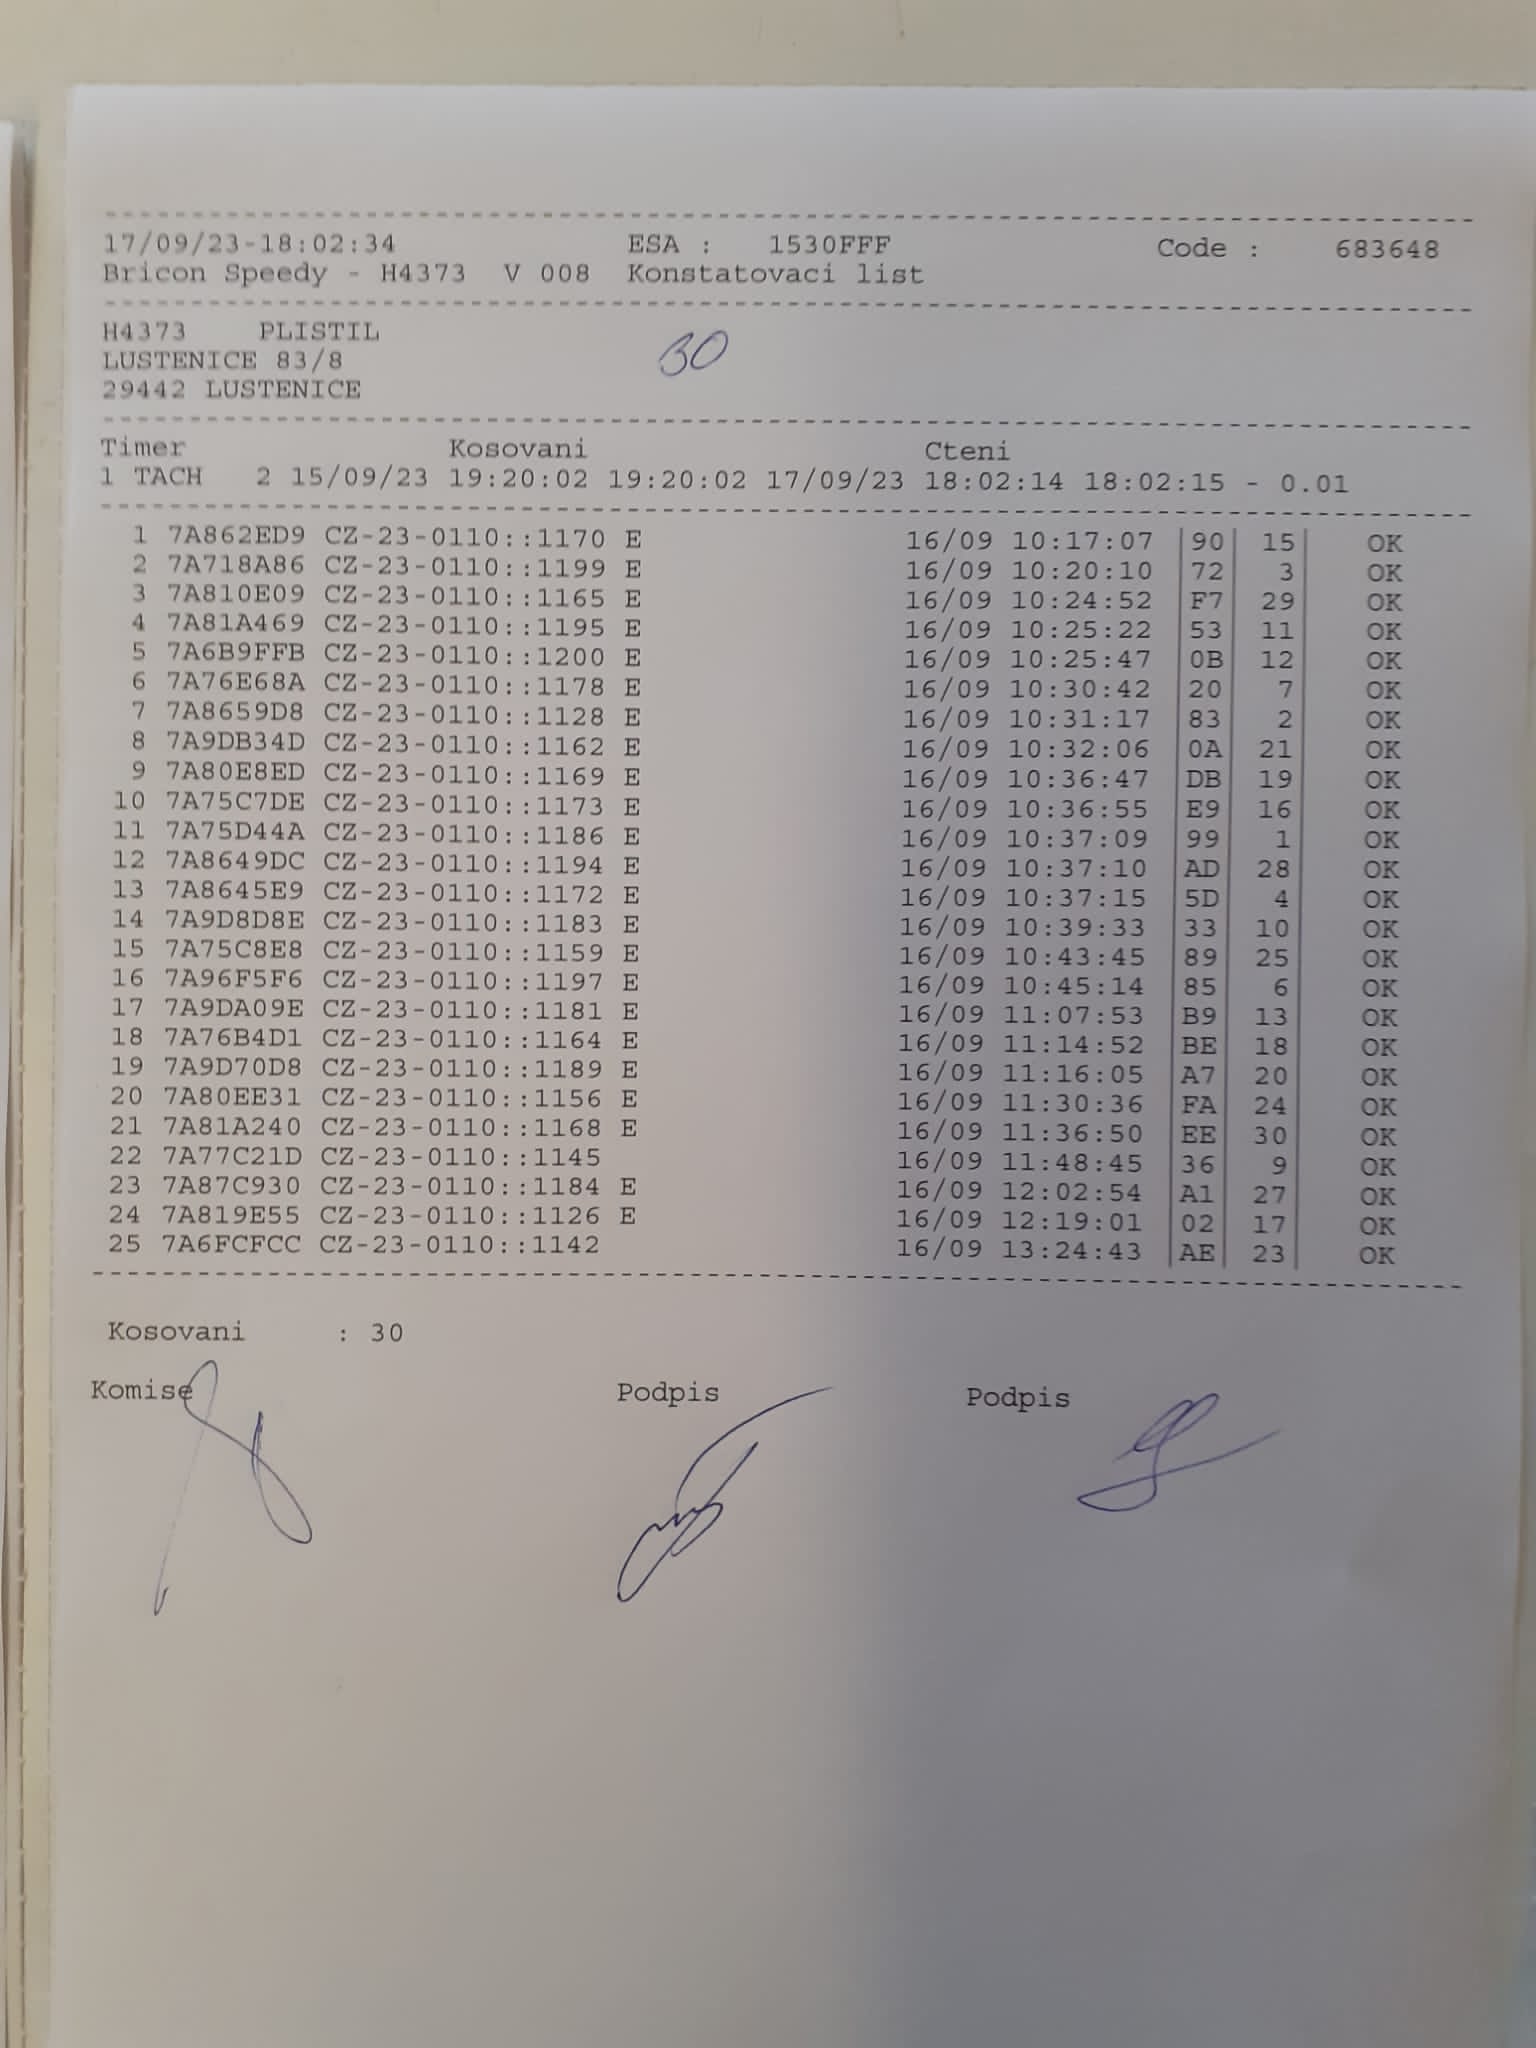 17/09/23-18:02:34 ESA : 1530FFF Code : 683648
Bricon Speedy - H4373 V 008 Konstatovaci list
H4373 PLISTIL
LUSTENICE 83/8
30
29442 LUSTENICE
Timer Kosovani Cteni
1 TACH 2 15/09/23 19:20:02 19:20:02 17/09/23 18:02:14 18:02:15 - 0.01
1 7A862ED9 CZ-23-0110::1170 E 16/09 10:17:07 |90| 15| OK
2 7A718A86 CZ-23-0110::1199 E 16/09 10:20:10 |72| 3| OK
3 7A810E09 CZ-23-0110::1165 E 16/09 10:24:52 |F7| 29| OK
4 7A81A469 CZ-23-0110::1195 E 16/09 10:25:22 |53| 11| OK
5 7A6B9FFB CZ-23-0110::1200 E 16/09 10:25:47 |0B| 12| OK
6 7A76E68A CZ-23-0110::1178 E 16/09 10:30:42 |20| 7| OK
7 7A8659D8 CZ-23-0110::1128 E 16/09 10:31:17 |83| 2| OK
8 7A9DB34D CZ-23-0110::1162 E 16/09 10:32:06 |0A| 21| OK
9 7A80E8ED CZ-23-0110::1169 E 16/09 10:36:47 |DB| 19| OK
10 7A75C7DE CZ-23-0110::1173 E 16/09 10:36:55 |E9| 16| OK
11 7A75D44A CZ-23-0110::1186 E 16/09 10:37:09 |99| 1| OK
12 7A8649DC CZ-23-0110::1194 E 16/09 10:37:10 |AD| 28| OK
13 7A8645E9 CZ-23-0110::1172 E 16/09 10:37:15 |5D| 4| OK
14 7A9D8D8E CZ-23-0110::1183 E 16/09 10:39:33 |33| 10| OK
15 7A75C8E8 CZ-23-0110::1159 E 16/09 10:43:45 |89| 25| OK
16 7A96F5F6 CZ-23-0110::1197 E 16/09 10:45:14 |85| 6| OK
17 7A9DA09E CZ-23-0110::1181 E 16/09 11:07:53 |B9| 13| OK
18 7A76B4D1 CZ-23-0110::1164 E 16/09 11:14:52 |BE| 18| OK
19 7A9D70D8 CZ-23-0110::1189 E 16/09 11:16:05 |A7| 20| OK
20 7A80EE31 CZ-23-0110::1156 E 16/09 11:30:36 |FA| 24| OK
21 7A81A240 CZ-23-0110::1168 E 16/09 11:36:50 |EE| 30| OK
22 7A77C21D CZ-23-0110::1145 16/09 11:48:45 |36| 9| OK
23 7A87C930 CZ-23-0110::1184 E 16/09 12:02:54 |A1| 27| OK
24 7A819E55 CZ-23-0110::1126 E 16/09 12:19:01 |02| 17| OK
25 7A6FCFCC CZ-23-0110::1142 16/09 13:24:43 |AE| 23| OK
Kosovani : 30
Komise Podpis Podpis